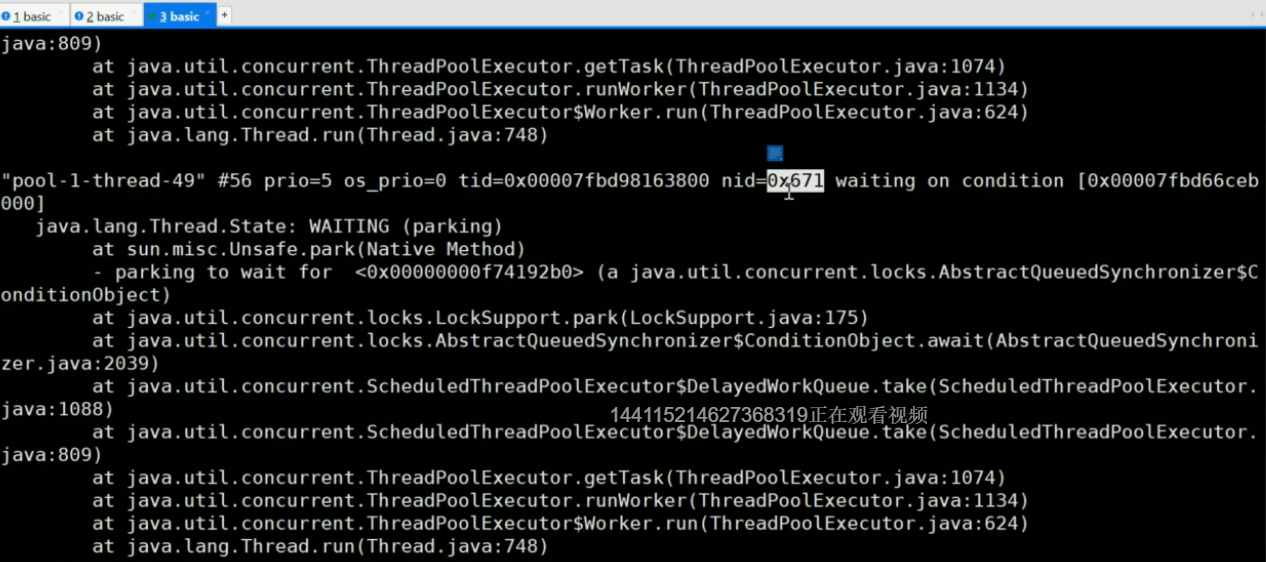 1 basic 2 basic 3 basic +
java:809)
at java.util.concurrent.ThreadPoolExecutor.getTask(ThreadPoolExecutor.java:1074)
at java.util.concurrent.ThreadPoolExecutor.runWorker(ThreadPoolExecutor.java:1134)
at java.util.concurrent.ThreadPoolExecutor$Worker.run(ThreadPoolExecutor.java:624)
at java.lang.Thread.run(Thread.java:748)
"pool-1-thread-49" #56 prio=5 os_prio=0 tid=0x00007fbd98163800 nid=0x671 waiting on condition [0x00007fbd66ceb
000]
java.lang.Thread.State: WAITING (parking)
at sun.misc.Unsafe.park(Native Method)
- parking to wait for  <0x00000000f74192b0> (a java.util.concurrent.locks.AbstractQueuedSynchronizer$C
onditionObject)
at java.util.concurrent.locks.LockSupport.park(LockSupport.java:175)
at java.util.concurrent.locks.AbstractQueuedSynchronizer$ConditionObject.await(AbstractQueuedSynchroni
zer.java:2039)
at java.util.concurrent.ScheduledThreadPoolExecutor$DelayedWorkQueue.take(ScheduledThreadPoolExecutor.
java:1088)
144115214627368319正在观看视频
at java.util.concurrent.ScheduledThreadPoolExecutor$DelayedWorkQueue.take(ScheduledThreadPoolExecutor.
java:809)
at java.util.concurrent.ThreadPoolExecutor.getTask(ThreadPoolExecutor.java:1074)
at java.util.concurrent.ThreadPoolExecutor.runWorker(ThreadPoolExecutor.java:1134)
at java.util.concurrent.ThreadPoolExecutor$Worker.run(ThreadPoolExecutor.java:624)
at java.lang.Thread.run(Thread.java:748)